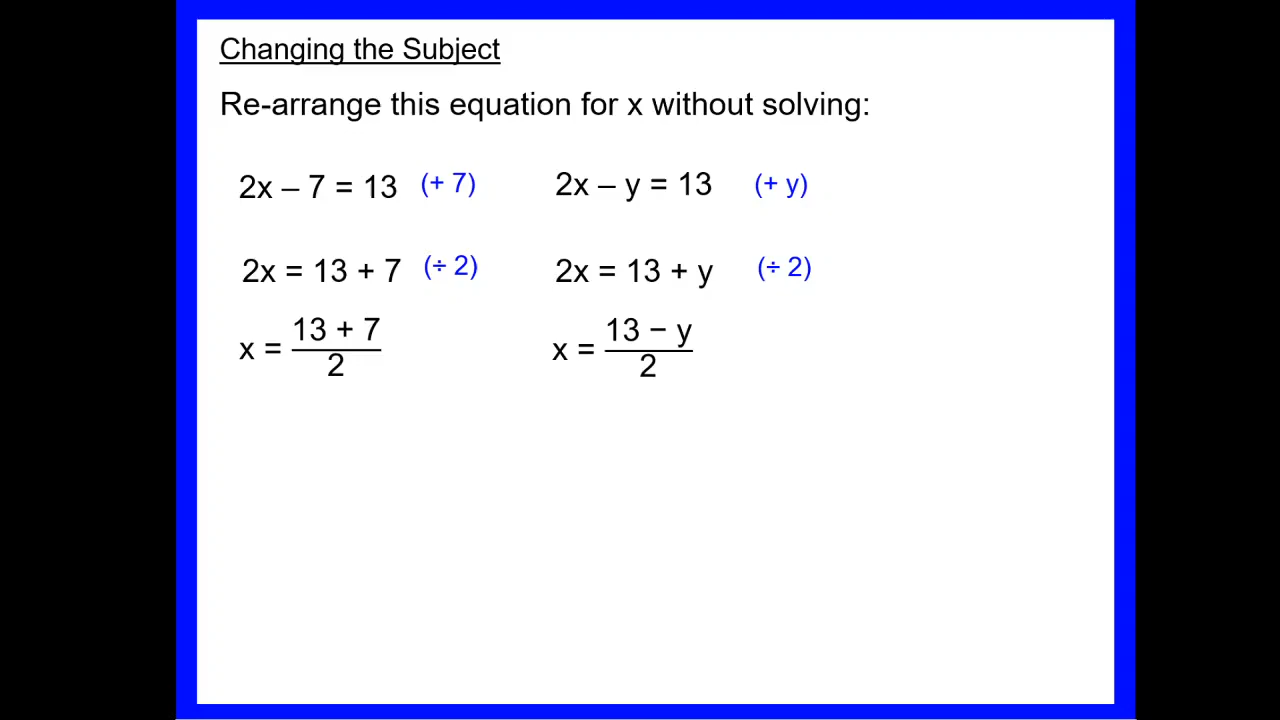 Changing the Subject
Re-arrange this equation for x without solving:
2x – 7 = 13 (+ 7)
2x = 13 + 7 (÷ 2)
x = 13 + 7
2
2x – y = 13 (+ y)
2x = 13 + y (÷ 2)
x = 13 − y
2